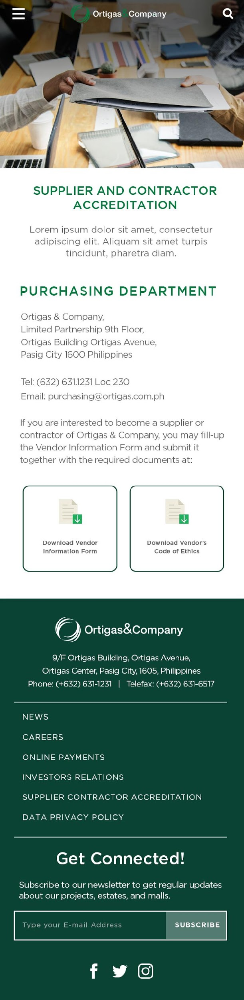 Ortigas&Company
SUPPLIER AND CONTRACTOR
ACCREDITATION
Lorem ipsum dolor sit amet, consectetur
adipiscing elit. Aliquam sit amet turpis
tincidunt, pharetra diam.
PURCHASING DEPARTMENT
Ortigas & Company,
Limited Partnership 9th Floor,
Ortigas Building Ortigas Avenue,
Pasig City 1600 Philippines
Tel: (632) 631.1231 Loc 230
Email: purchasing@ortigas.com.ph
If you are interested to become a supplier or
contractor of Ortigas & Company, you may fill-up
the Vendor Information Form and submit it
together with the required documents at:
Download Vendor
Information Form
Download Vendor's
Code of Ethics
Ortigas&Company
9/F Ortigas Building, Ortigas Avenue,
Ortigas Center, Pasig City, 1605, Philippines
Phone: (+632) 631-1231 | Telefax: (+632) 631-6517
NEWS
CAREERS
ONLINE PAYMENTS
INVESTORS RELATIONS
SUPPLIER CONTRACTOR ACCREDITATION
DATA PRIVACY POLICY
Get Connected!
Subscribe to our newsletter to get regular updates
about our projects, estates, and malls.
Type your E-mail Address
SUBSCRIBE